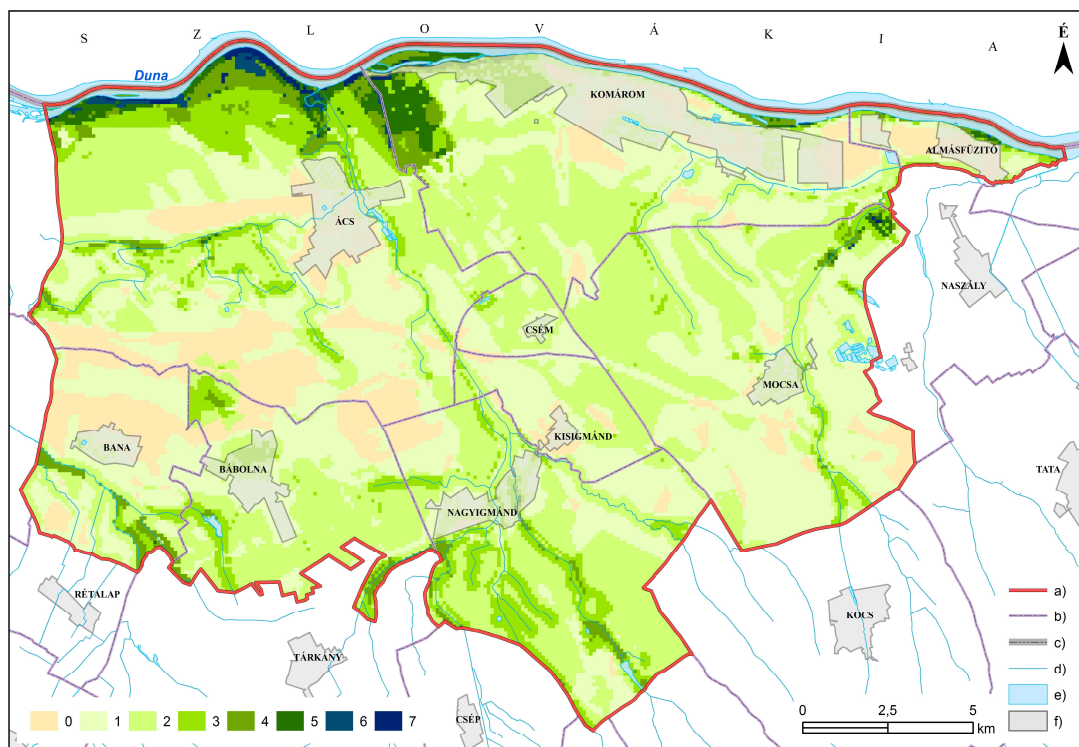 S Z L O V Á K I A
É
Duna
KOMÁROM
ALMÁSFÜZITŐ
ÁCS
NASZÁLY
CSÉM
MOCSA
KISIGMÁND
BANA
BÁBOLNA
TATA
NAGYIGMÁND
RÉTALAP
KOCS
TÁRKÁNY
CSÉP
0 1 2 3 4 5 6 7
0 2,5 5
km
a)
b)
c)
d)
e)
f)